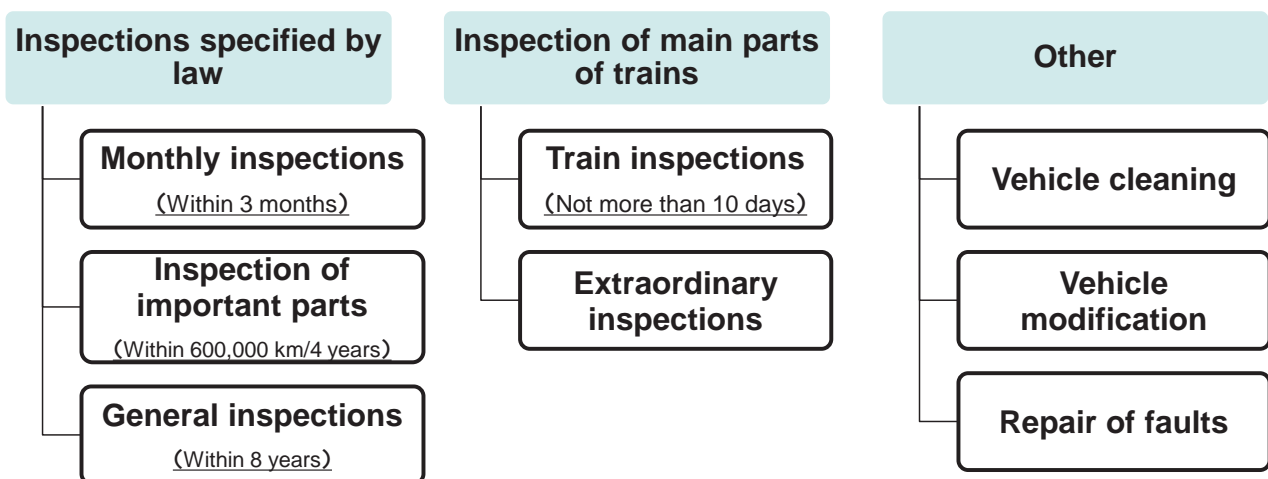 Inspections specified by
law
Monthly inspections
(Within 3 months)
Inspection of
important parts
(Within 600,000 km/4 years)
General inspections
(Within 8 years)
Inspection of main parts
of trains
Train inspections
(Not more than 10 days)
Extraordinary
inspections
Other
Vehicle cleaning
Vehicle
modification
Repair of faults